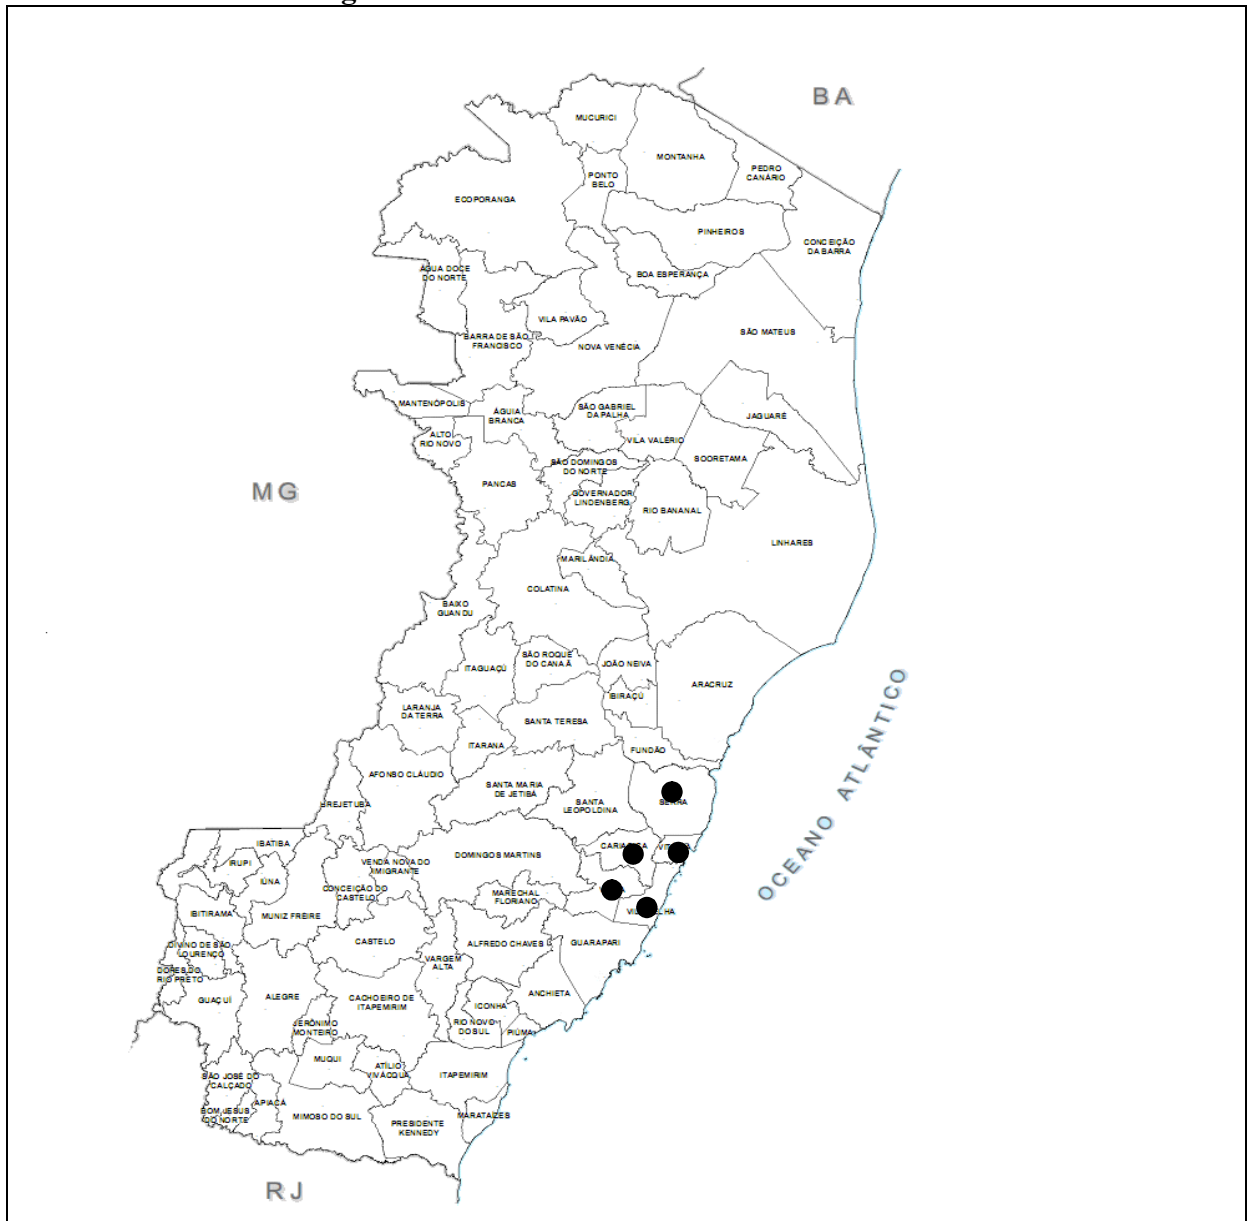 BA
MUCURICI
MONTANHA
PEDRO
CANÁRIO
PONTO
BELO
ECOPORANGA
PINHEIROS
CONCEIÇÃO
DA BARRA
ÁGUA DOCE
DO NORTE
BOA ESPERANÇA
VILA PAVÃO
SÃO MATEUS
BARRA DE SÃO
FRANCISCO
NOVA VENÉCIA
MANTENÓPOLIS
ÁGUIA
BRANCA
SÃO GABRIEL
DA PALHA
JAGUARÉ
ALTO
RIO NOVO
VILA VALÉRIO
SOORETAMA
SÃO DOMINGOS
DO NORTE
PANCAS
MG
GOVERNADOR
LINDENBERG
RIO BANANAL
LINHARES
MARILÂNDIA
COLATINA
BAIXO
GUANDU
SÃO ROQUE
DO CANAÃ
ITAGUAÇÚ
JOÃO NEIVA
ARACRUZ
IBIRAÇÚ
LARANJA
DA TERRA
SANTA TERESA
ITARANA
FUNDÃO
OCEANO ATLÂNTICO
AFONSO CLÁUDIO
SANTA MARIA
DE JETIBÁ
SANTA
LEOPOLDINA
BREJETUBA
IBATIBA
DOMINGOS MARTINS
IRUPI
VENDA NOVA DO
IMIGRANTE
IÚNA
CONCEIÇÃO DO
CASTELO
MARECHAL
FLORIANO
IBITIRAMA
MUNIZ FREIRE
CASTELO
ALFREDO CHAVES
GUARAPARI
DIVINO DE SÃO
LOURENÇO
VARGEM
ALTA
DORES DO
RIO PRETO
GUAÇUÍ
ALEGRE
CACHOEIRO DE
ITAPEMIRIM
ANCHIETA
ICONHA
JERÔNIMO
MONTEIRO
RIO NOVO
DO SUL
PIÚMA
MUQUI
ATÍLIO
VIVÁCQUA
ITAPEMIRIM
SÃO JOSÉ DO
CALÇADO
APIACÁ
BOM JESUS
DO NORTE
MIMOSO DO SUL
PRESIDENTE
KENNEDY
MARATAÍZES
RJ